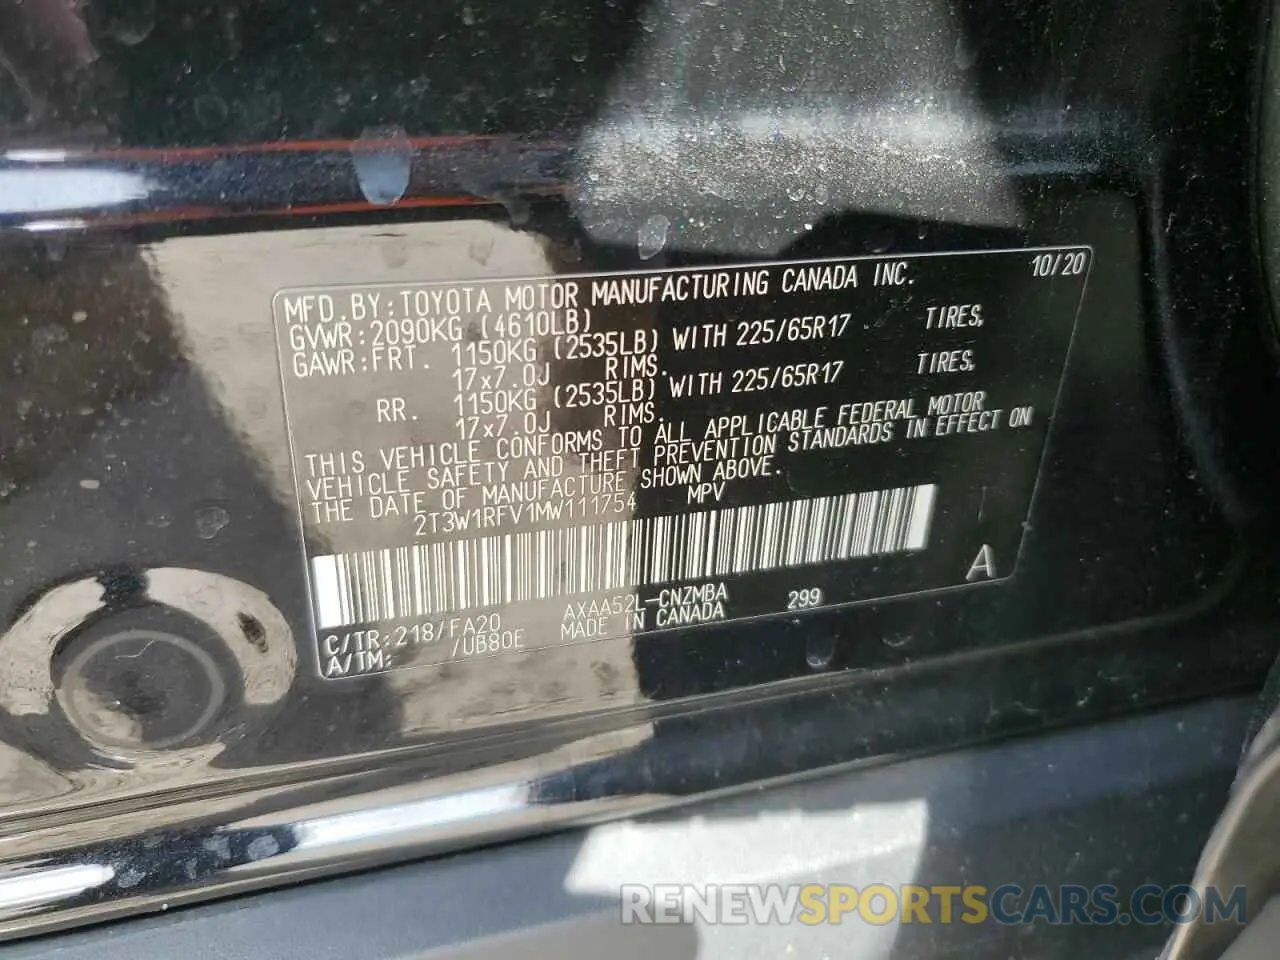 MFD.BY:TOYOTA MOTOR MANUFACTURING CANADA INC. 10/20
GVWR:2090KG (4610LB)
GAWR:FRT. 1150KG (2535LB) WITH 225/65R17 TIRES,
17x7.0J RIMS.
RR. 1150KG (2535LB) WITH 225/65R17 TIRES,
17x7.0J RIMS.
THIS VEHICLE CONFORMS TO ALL APPLICABLE FEDERAL MOTOR
VEHICLE SAFETY AND THEFT PREVENTION STANDARDS IN EFFECT ON
THE DATE OF MANUFACTURE SHOWN ABOVE.
2T3W1RFV1MW111754 MPV
A
C/TR:218/FA20 AXAA52L-CNZMBA 299
A/TM: /UB80E MADE IN CANADA
RENEWSPORTSCARS.COM